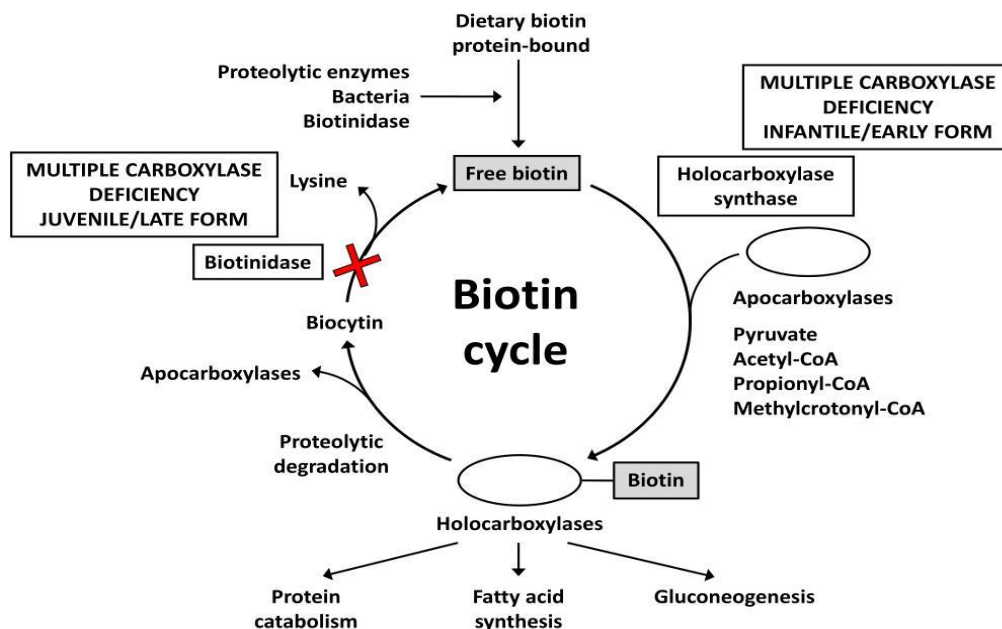 Dietary biotin
protein-bound
Proteolytic enzymes
Bacteria
Biotinidase
MULTIPLE CARBOXYLASE
DEFICIENCY
INFANTILE/EARLY FORM
Holocarboxylase
synthase
Free biotin
MULTIPLE CARBOXYLASE
DEFICIENCY
JUVENILE/LATE FORM
Lysine
Biotinidase
Biotin
cycle
Biocytin
Apocarboxylases
Pyruvate
Acetyl-CoA
Propionyl-CoA
Methylcrotonyl-CoA
Apocarboxylases
Proteolytic
degradation
Biotin
Holocarboxylases
Protein
catabolism
Fatty acid
synthesis
Gluconeogenesis